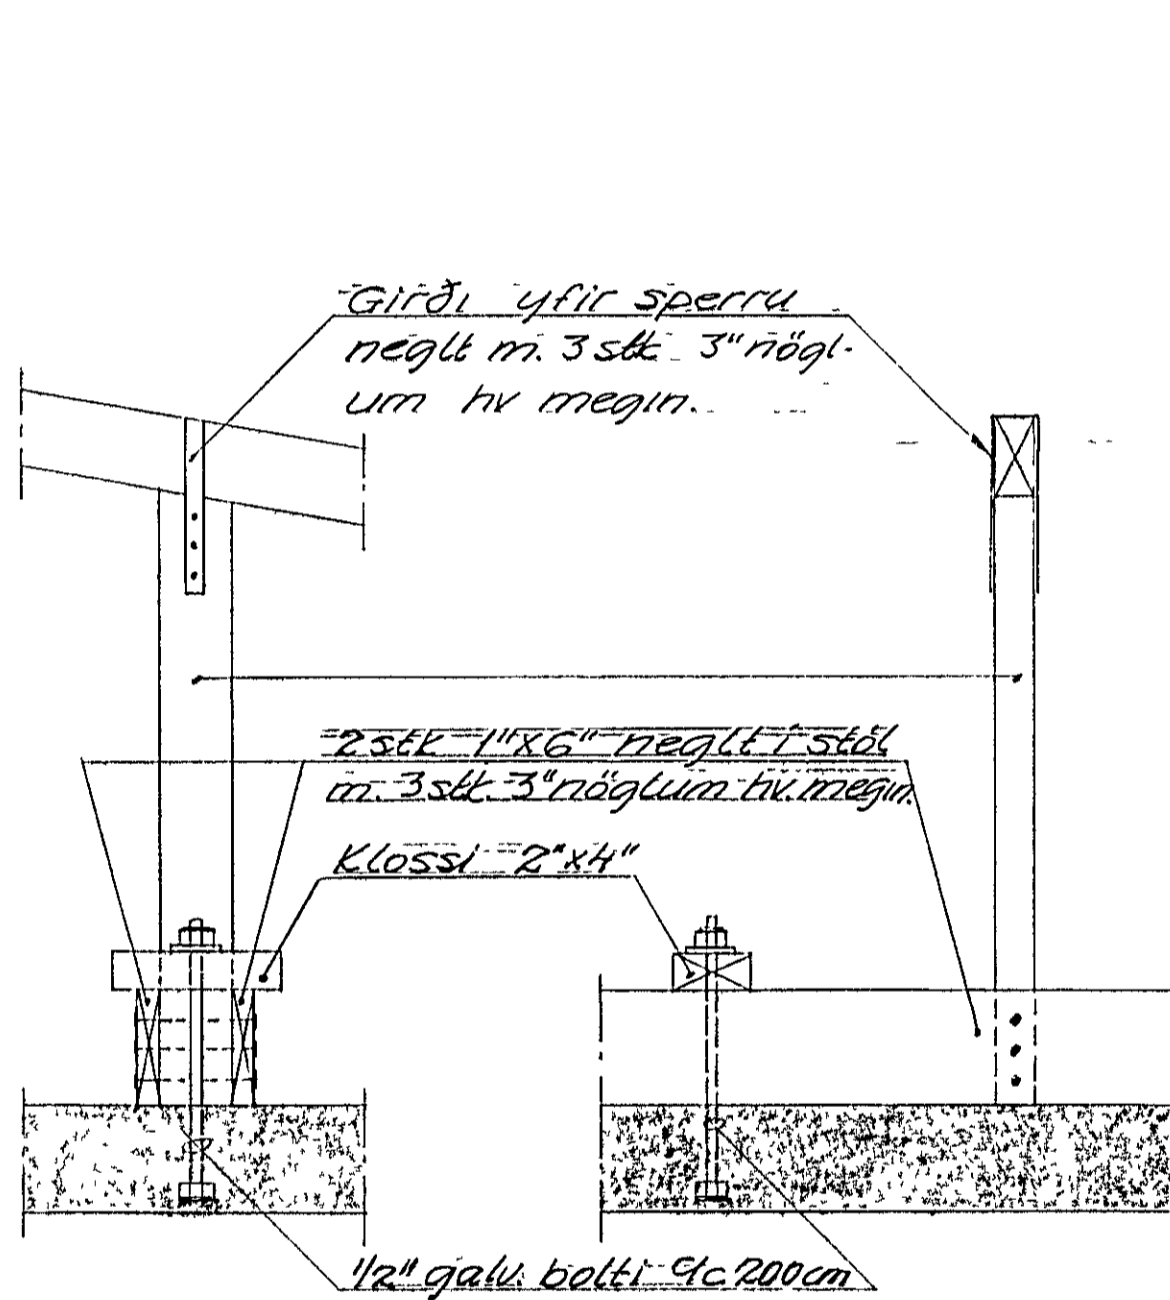 Girði yfir sperru
neglt m. 3 stk 3" nögl-
um hv megin.
2 stk 1"x6" neglt í stól
m. 3 stk. 3" nöglum hv. megin.
Klossi 2"x4"
1/2" galv. bolti c/c 200cm